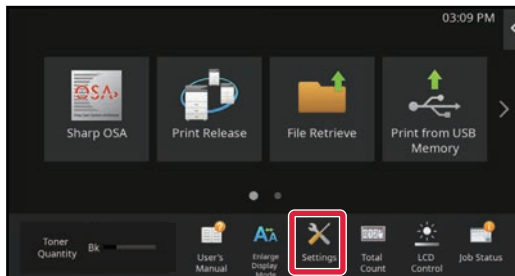 03:09 PM
OSA
Sharp OSA
Print Release
File Retrieve
Print from USB
Memory
Toner
Quantity
Bk
User's
Manual
AA
Enlarge
Display
Mode
Settings
Total
Count
LCD
Control
Job Status